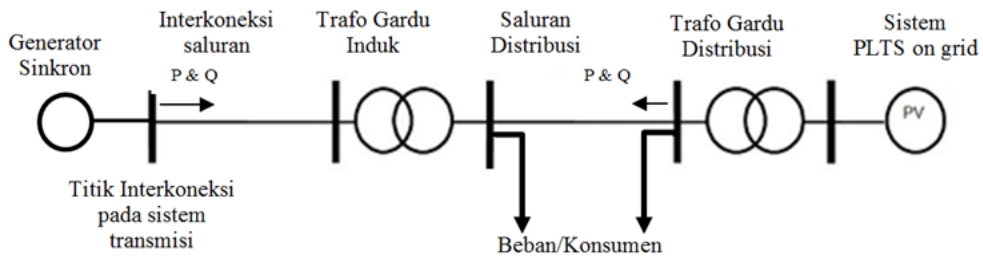 Generator
Sinkron
Interkoneksi
saluran
P & Q
Trafo Gardu
Induk
Saluran
Distribusi
P & Q
Trafo Gardu
Distribusi
Sistem
PLTS on grid
PV
Titik Interkoneksi
pada sistem
transmisi
Beban/Konsumen